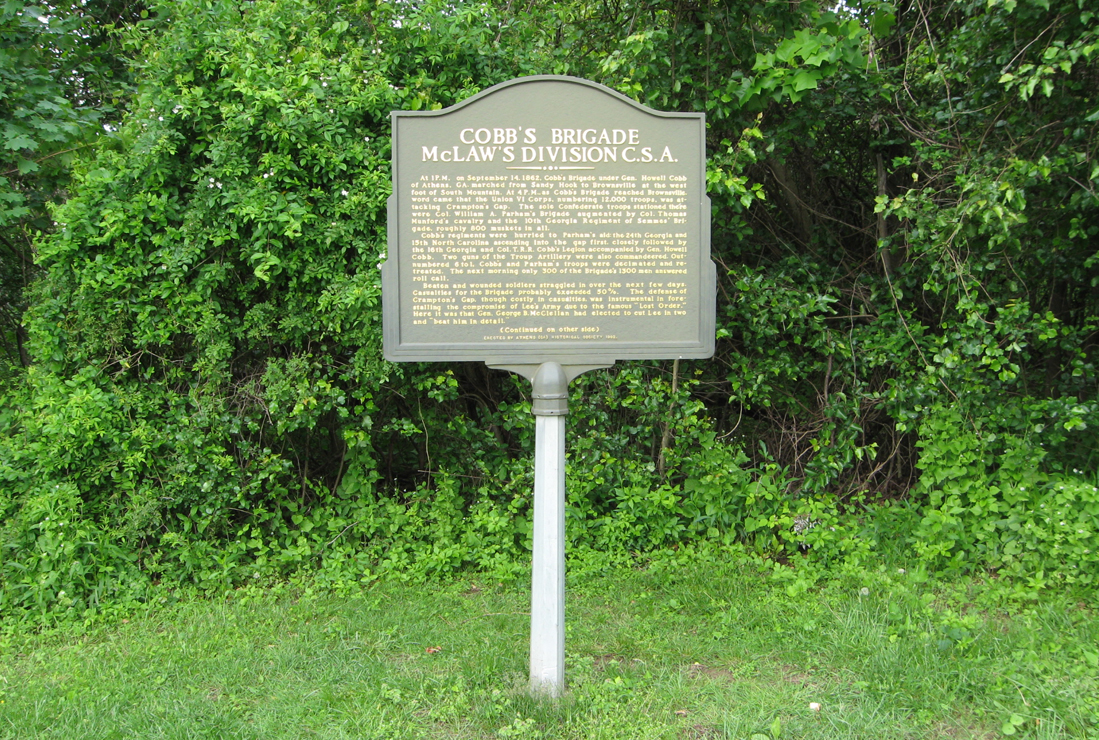 COBB'S BRIGADE
McLAW'S DIVISION C.S.A.
At 1 P.M. on September 14, 1862, Cobb's Brigade under Gen. Howell Cobb
of Athens, GA marched from Sandy Hook to Brownsville at the west
foot of South Mountain. At 4 P.M., as Cobb's Brigade reached Brownsville,
word came that the Union VI Corps, numbering 12,000 troops, was at-
tacking Crampton's Gap. The sole Confederate troops stationed there
were Col. William A. Parham's Brigade augmented by Col. Thomas
Munford's cavalry and the 10th Georgia Regiment of Semmes' Bri-
gade, roughly 800 muskets in all.
Cobb's regiments were hurried to Parham's aid: the 24th Georgia and
15th North Carolina ascending into the gap first, closely followed by
the 16th Georgia and Col. T.R.R. Cobb's Legion accompanied by Gen. Howell
Cobb. Two guns of the Troup Artillery were also commandeered. Out-
numbered 6 to 1, Cobb's and Parham's troops were decimated and re-
treated. The next morning only 300 of the Brigade's 1300 men answered
roll call.
Beaten and wounded soldiers straggled in over the next few days.
Casualties for the Brigade probably exceeded 50%. The defense of
Crampton's Gap, though costly in casualties, was instrumental in fore-
stalling the compromise of Lee's Army due to the famous "Lost Order."
Here it was that Gen. George B. McClellan had elected to cut Lee in two
and "beat him in detail."
(Continued on other side)
ERECTED BY ATHENS HISTORICAL SOCIETY,